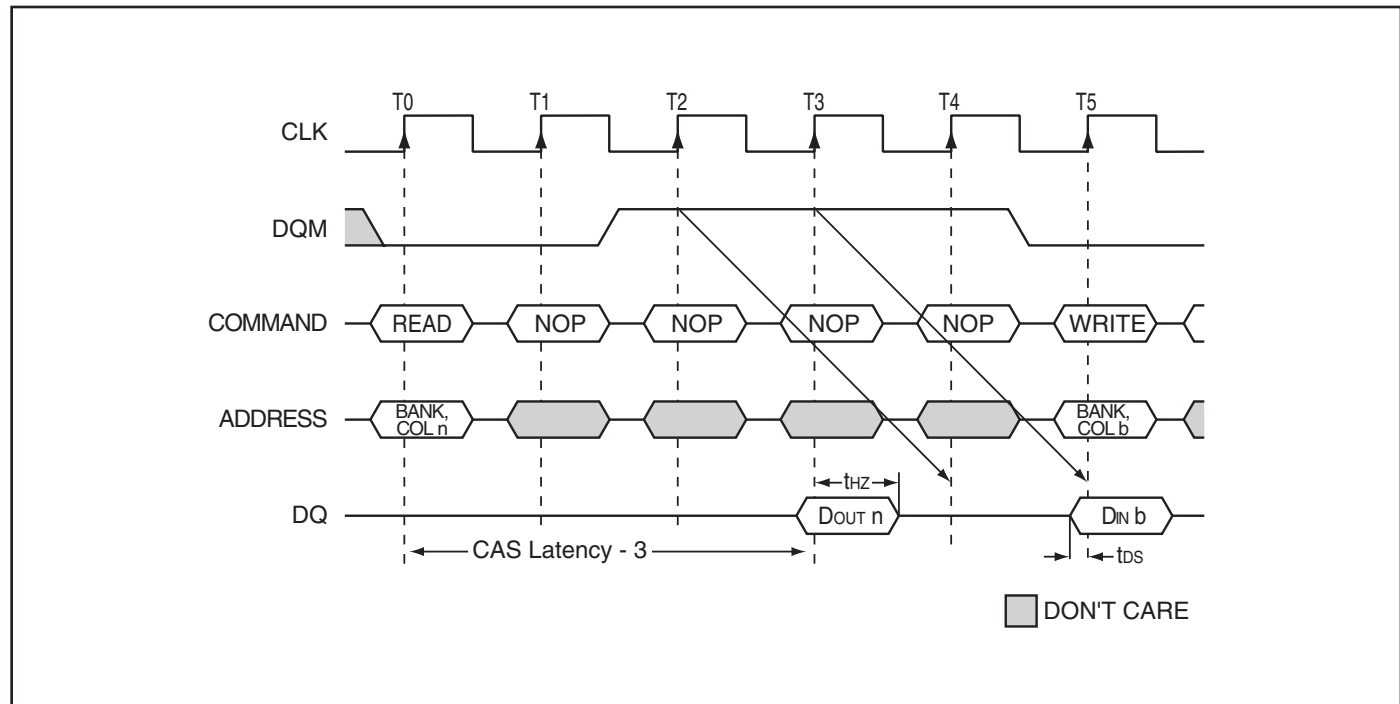 T0 T1 T2 T3 T4 T5
CLK
DQM
COMMAND READ NOP NOP NOP NOP WRITE
ADDRESS BANK, COL n BANK, COL b
tHZ
DQ DOUT n DIN b
CAS Latency - 3 tDS
DON'T CARE